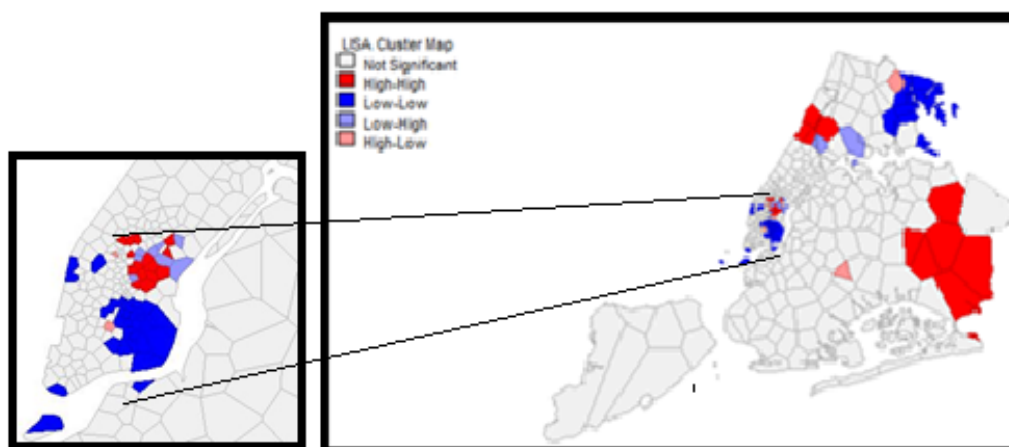 LISA Cluster Map
Not Significant
High-High
Low-Low
Low-High
High-Low